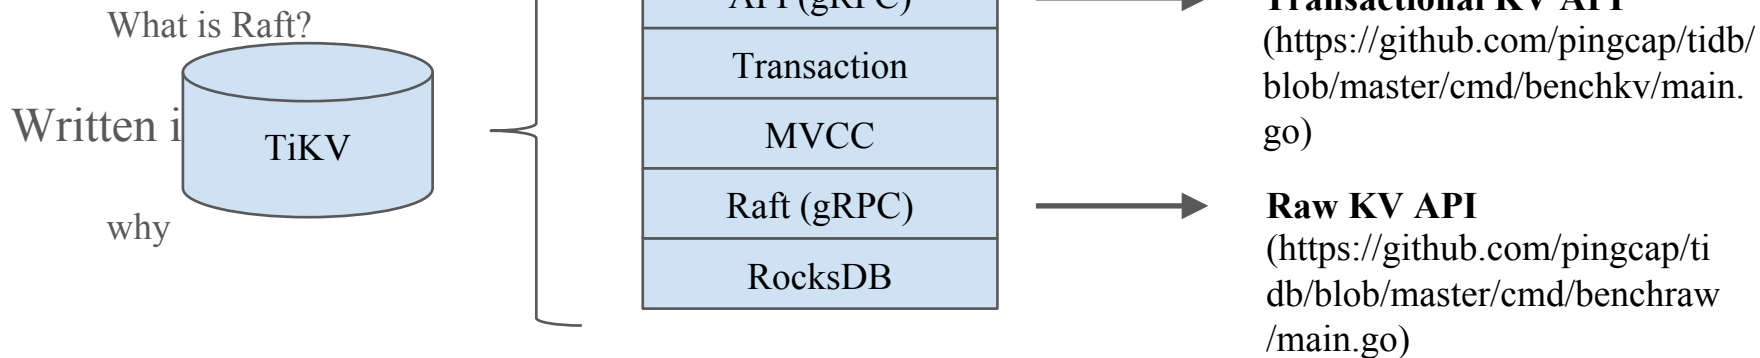 What is Raft?
Written i
why
TiKV
API (gRPC)
Transaction
MVCC
Raft (gRPC)
RocksDB
Transactional KV API
(https://github.com/pingcap/tidb/
blob/master/cmd/benchkv/main.
go)
Raw KV API
(https://github.com/pingcap/ti
db/blob/master/cmd/benchraw
/main.go)